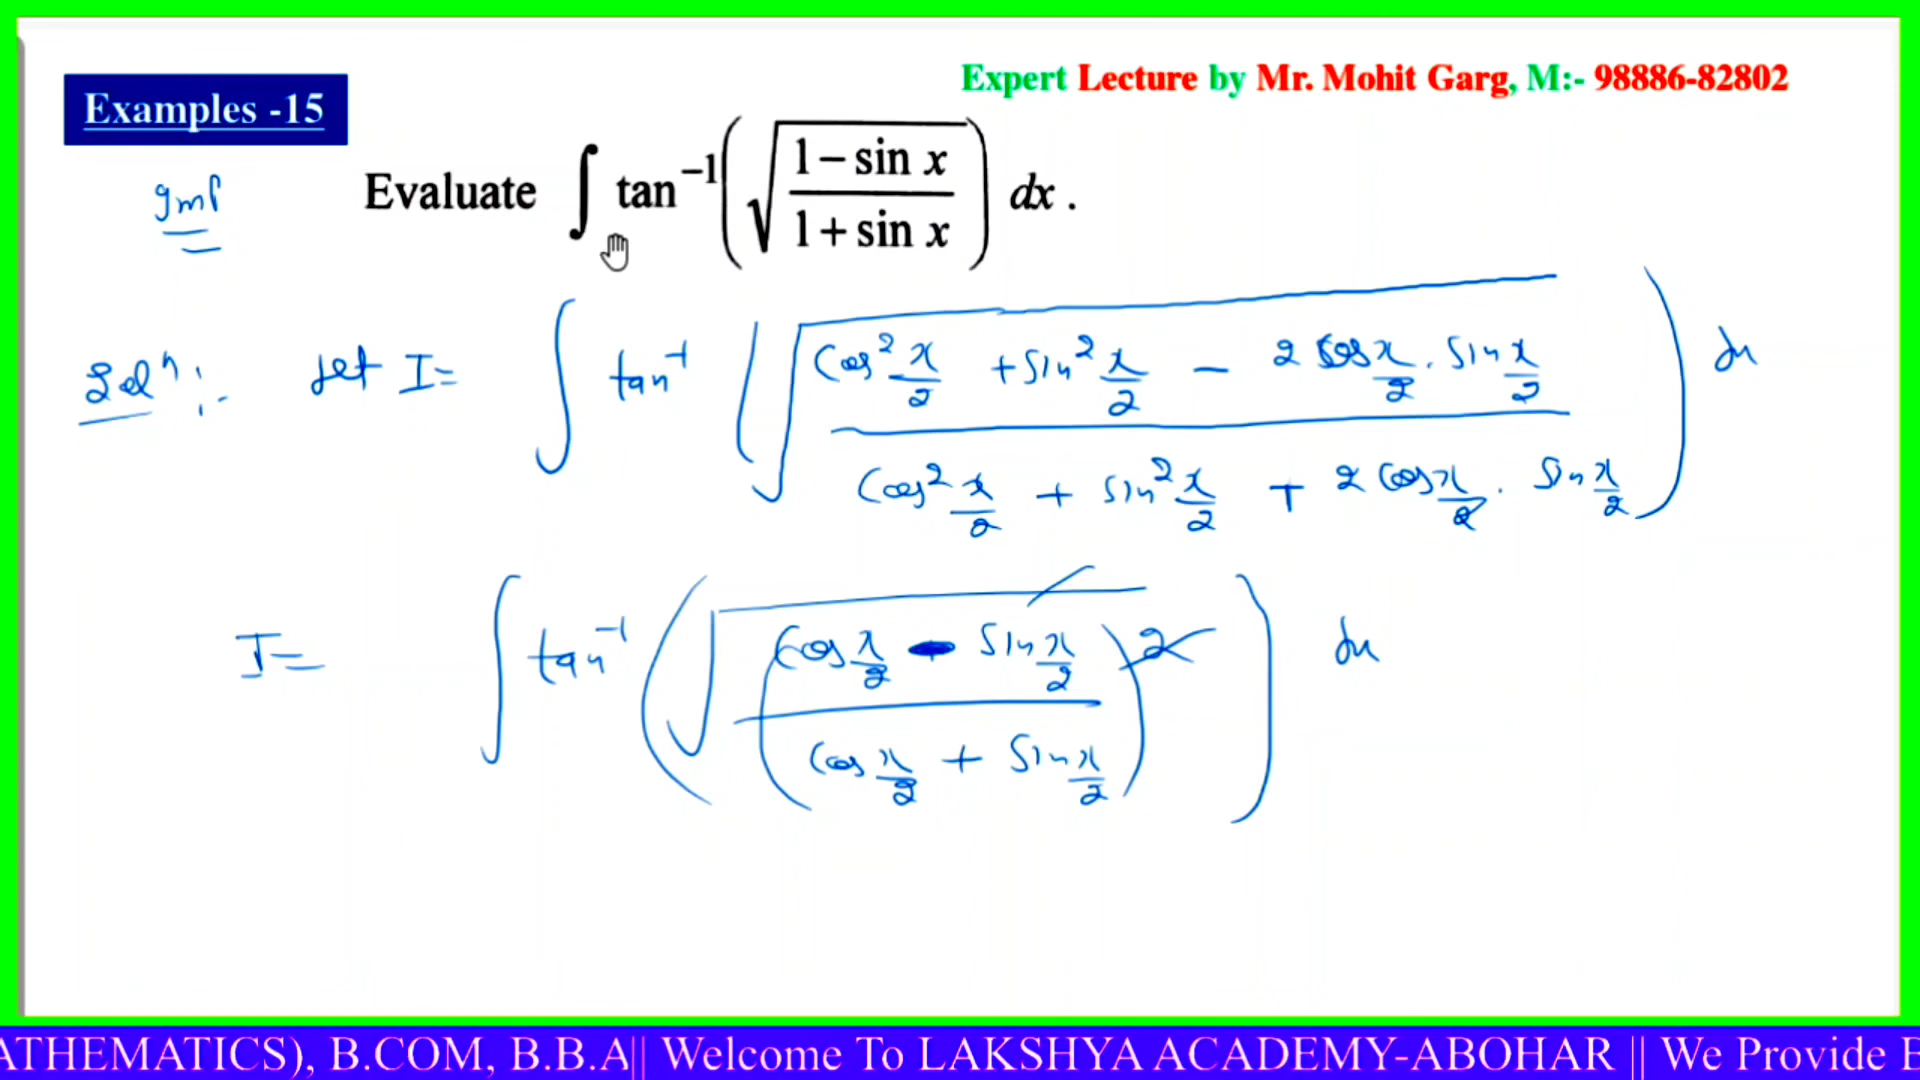 Expert Lecture by Mr. Mohit Garg, M:- 98886-82802
Examples -15
Imp
Evaluate ∫ tan⁻¹(√((1 − sin x)/(1 + sin x))) dx .
Solⁿ:- Let I = ∫ tan⁻¹(√((cos² x/2 + sin² x/2 − 2 cos x/2 . sin x/2)/(cos² x/2 + sin² x/2 + 2 cos x/2 . sin x/2))) dx
I = ∫ tan⁻¹(√(((cos x/2 − sin x/2)/(cos x/2 + sin x/2))²)) dx
ATHEMATICS), B.COM, B.B.A|| Welcome To LAKSHYA ACADEMY-ABOHAR || We Provide B